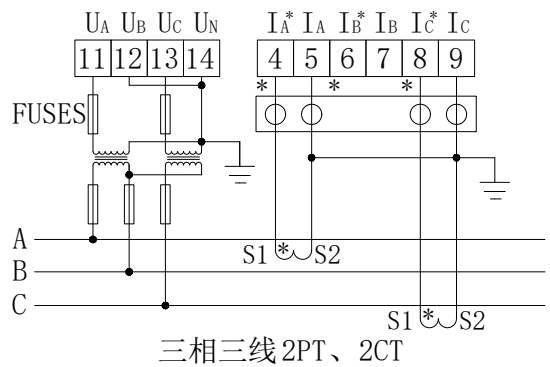 UA UB UC UN IA* IA IB* IB IC* IC
11 12 13 14 4 5 6 7 8 9
* * *
FUSES
A
S1 * S2
B
C
S1 * S2
三相三线2PT、2CT